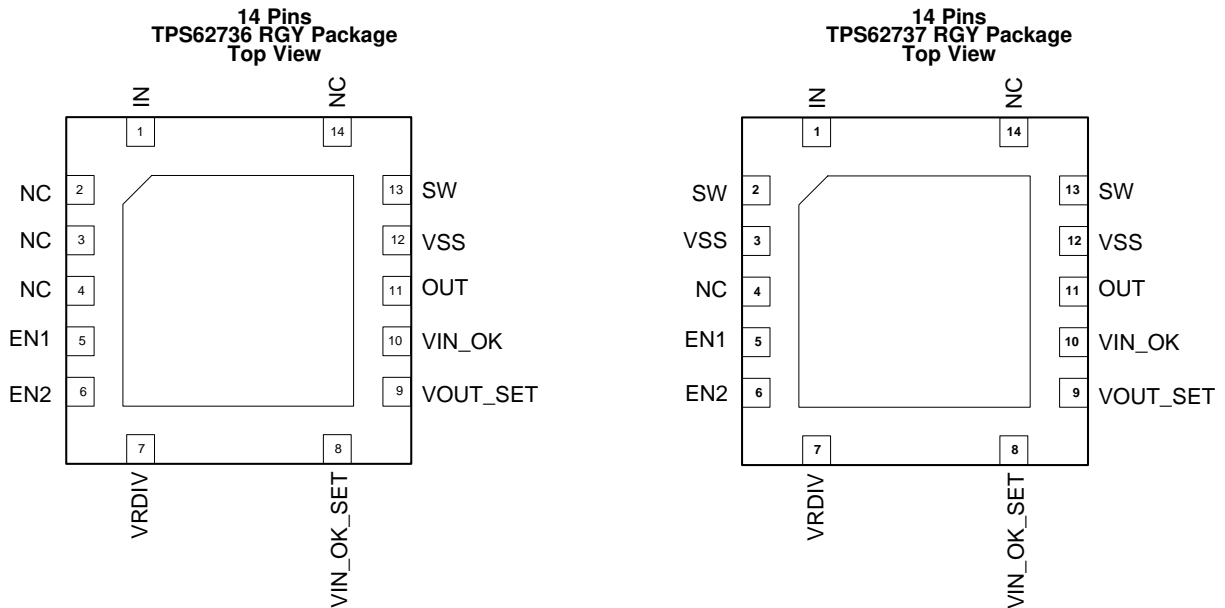 14 Pins
TPS62736 RGY Package
Top View
IN
NC
1
14
NC 2
13 SW
NC 3
12 VSS
NC 4
11 OUT
EN1 5
10 VIN_OK
EN2 6
9 VOUT_SET
7
8
VRDIV
VIN_OK_SET
14 Pins
TPS62737 RGY Package
Top View
IN
NC
1
14
SW 2
13 SW
VSS 3
12 VSS
NC 4
11 OUT
EN1 5
10 VIN_OK
EN2 6
9 VOUT_SET
7
8
VRDIV
VIN_OK_SET